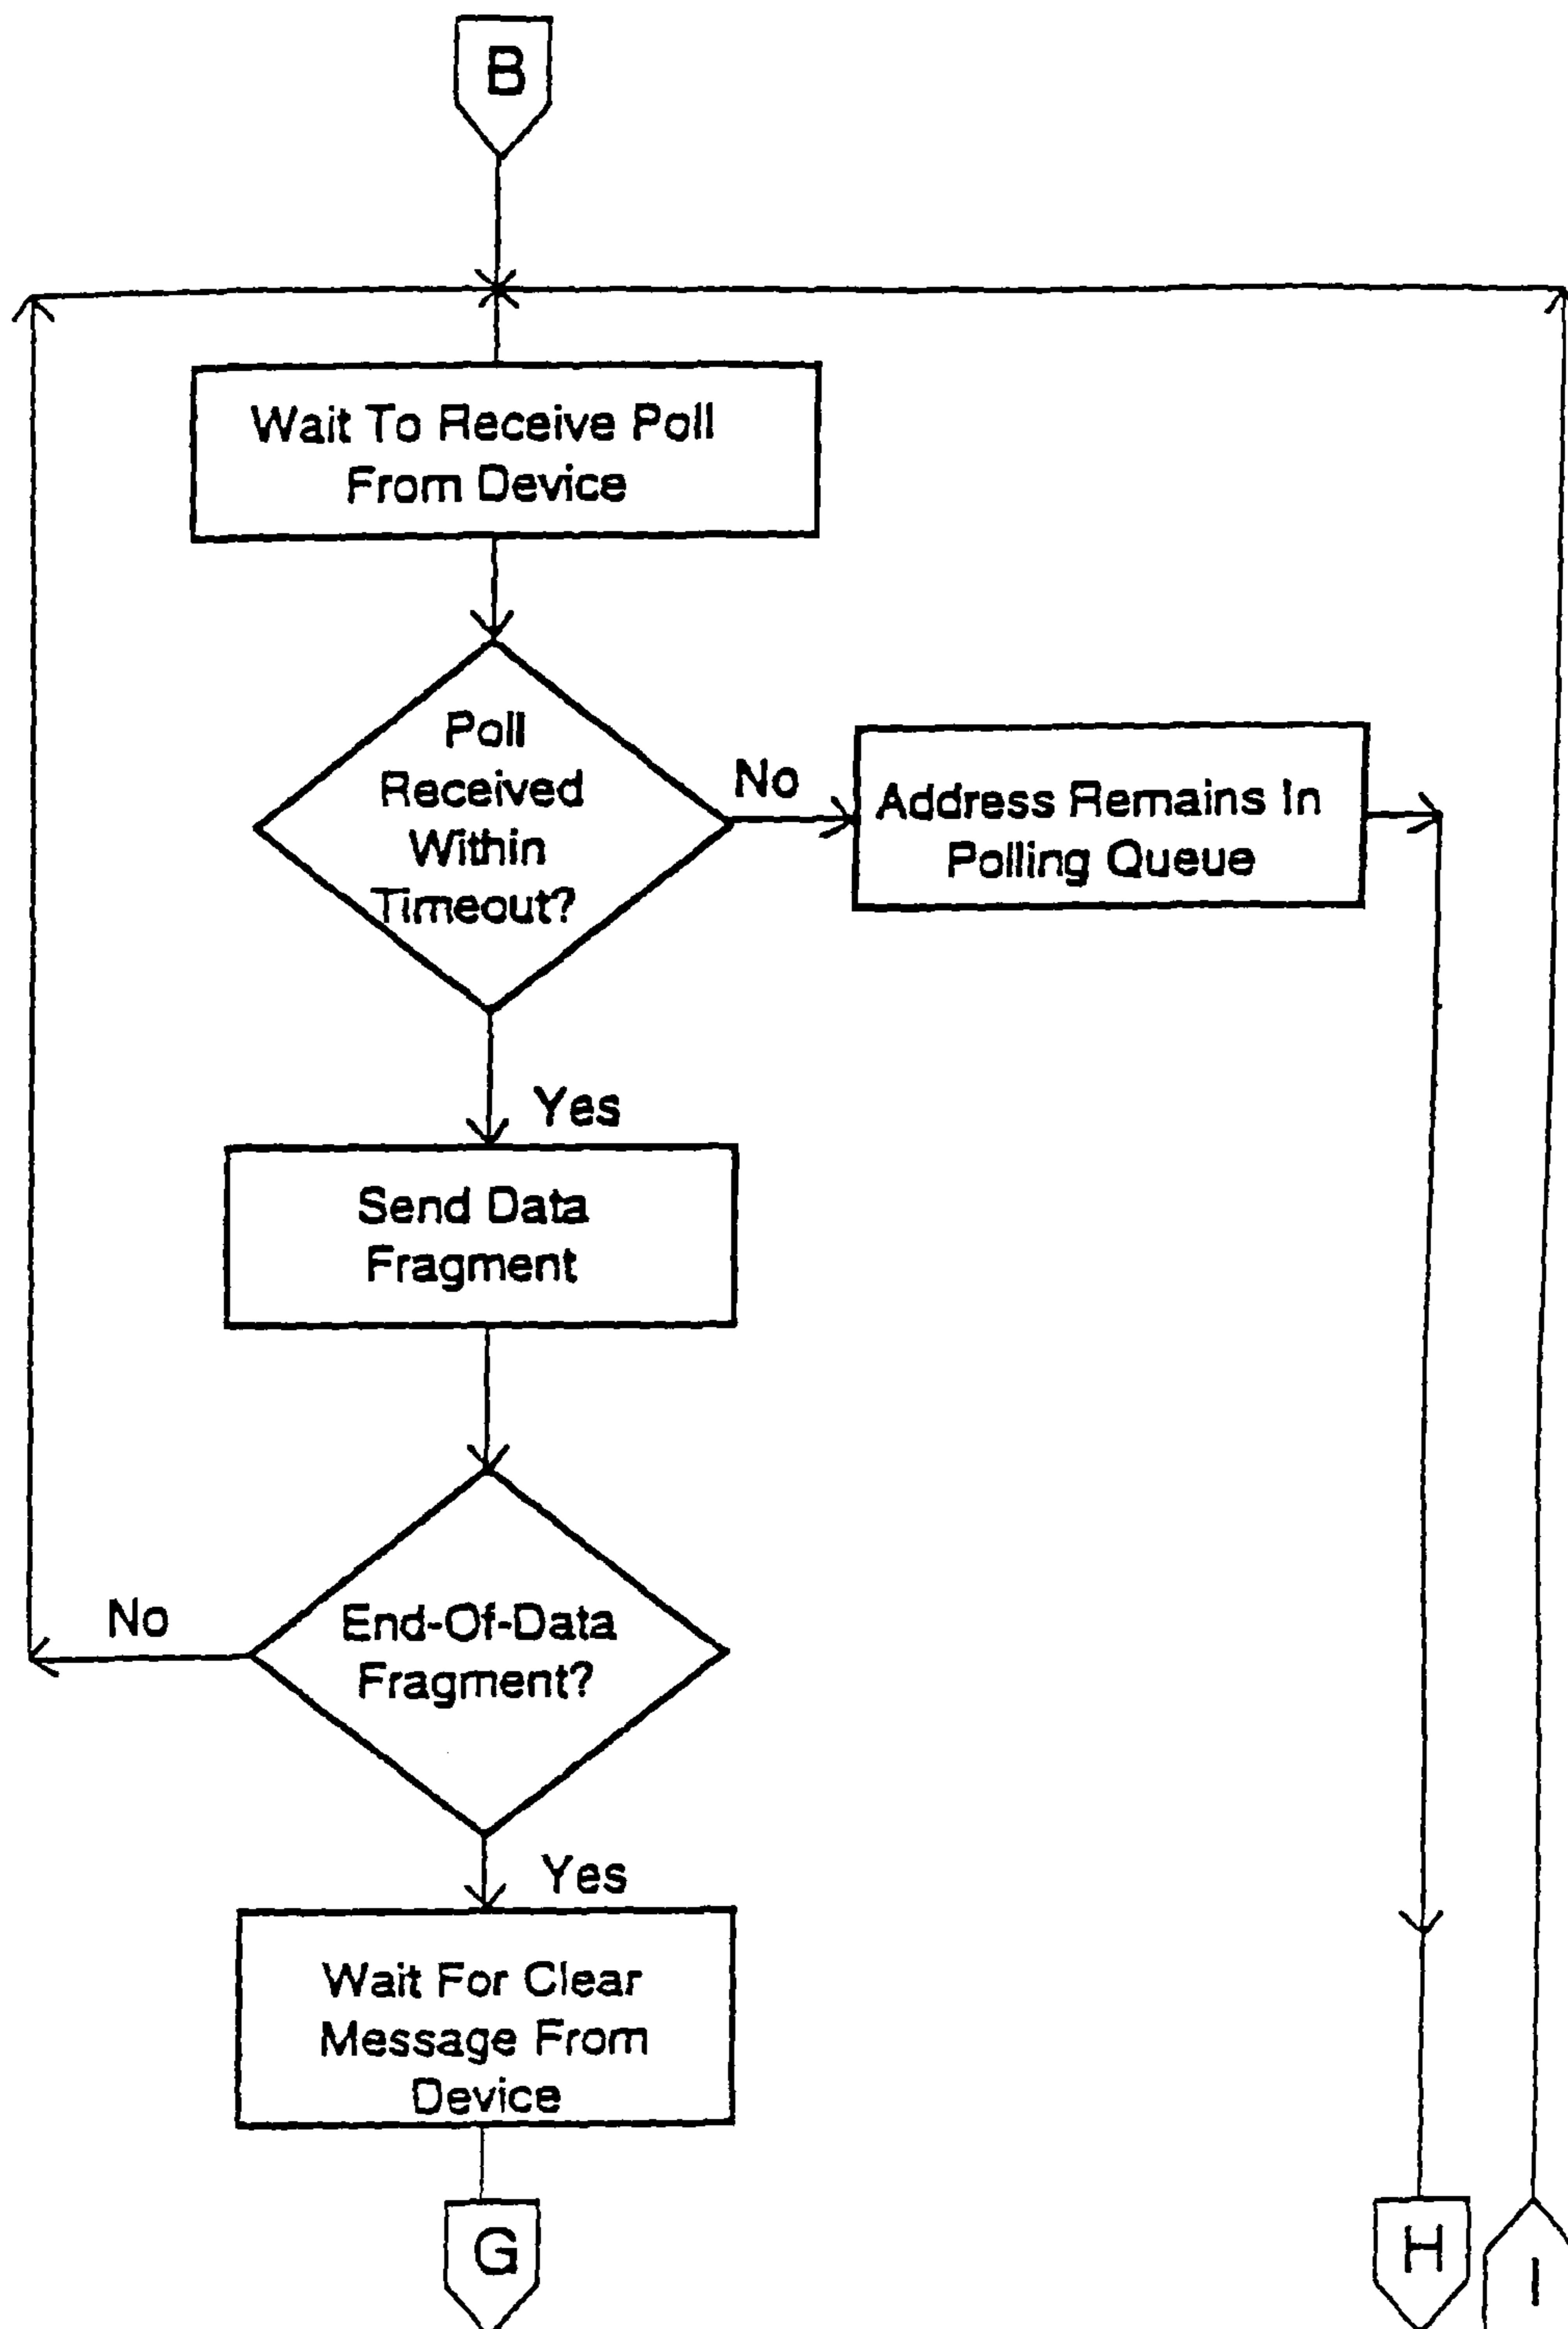 B
Wait To Receive Poll
From Device
Poll
Received
Within
Timeout?
No
Address Remains In
Polling Queue
Yes
Send Data
Fragment
No
End-Of-Data
Fragment?
Yes
Wait For Clear
Message From
Device
G
H
I